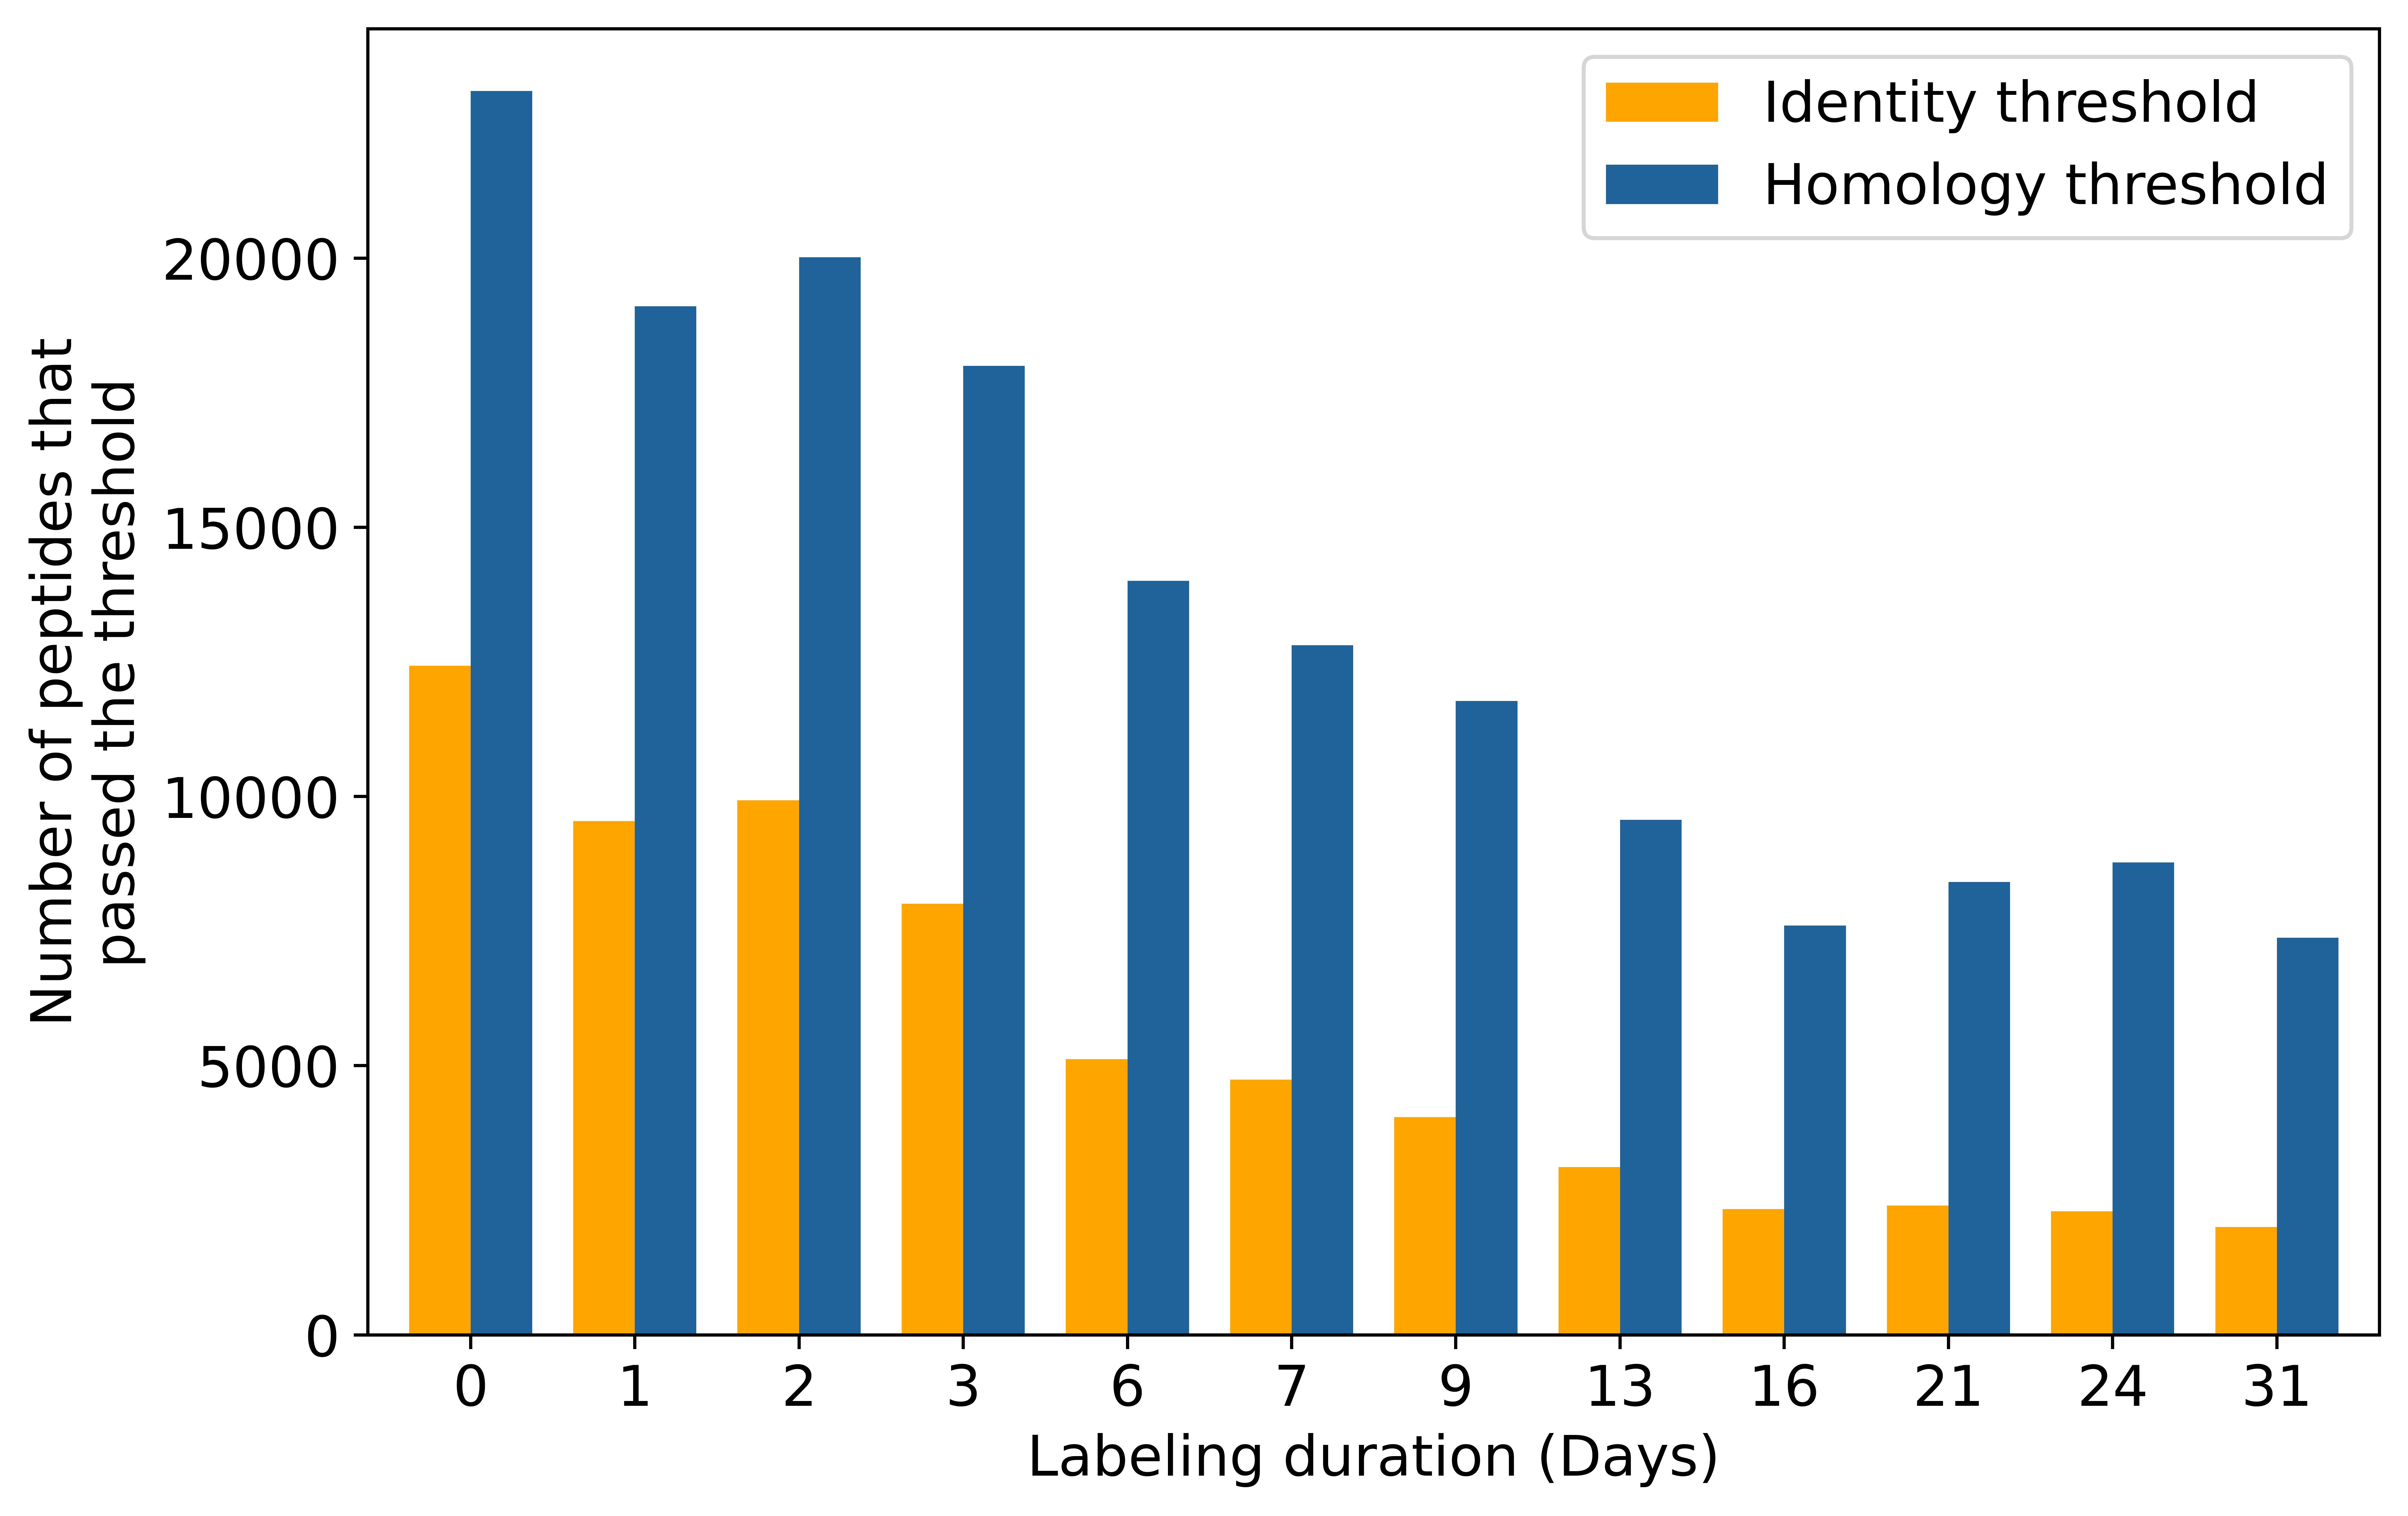 Number of peptides that
passed the threshold
20000
15000
10000
5000
0
Identity threshold
Homology threshold
0 1 2 3 6 7 9 13 16 21 24 31
Labeling duration (Days)